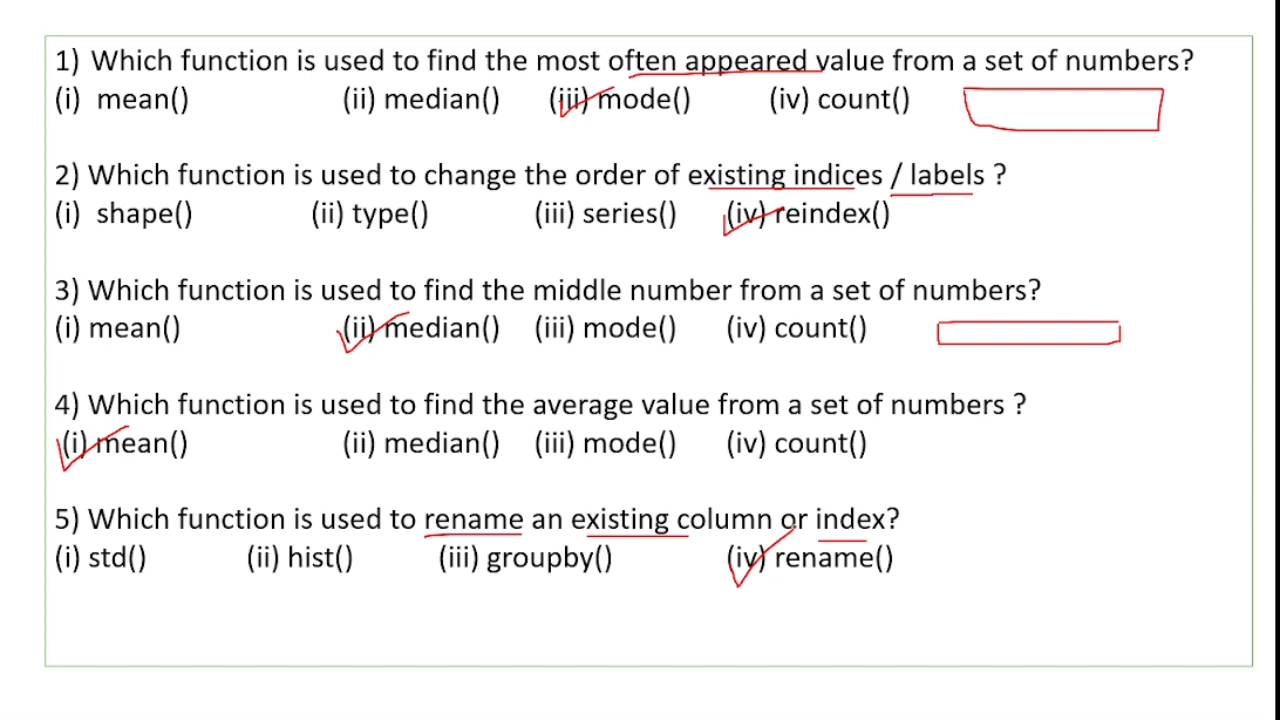 1) Which function is used to find the most often appeared value from a set of numbers?
(i) mean() (ii) median() (iii) mode() (iv) count()
2) Which function is used to change the order of existing indices / labels ?
(i) shape() (ii) type() (iii) series() (iv) reindex()
3) Which function is used to find the middle number from a set of numbers?
(i) mean() (ii) median() (iii) mode() (iv) count()
4) Which function is used to find the average value from a set of numbers ?
(i) mean() (ii) median() (iii) mode() (iv) count()
5) Which function is used to rename an existing column or index?
(i) std() (ii) hist() (iii) groupby() (iv) rename()